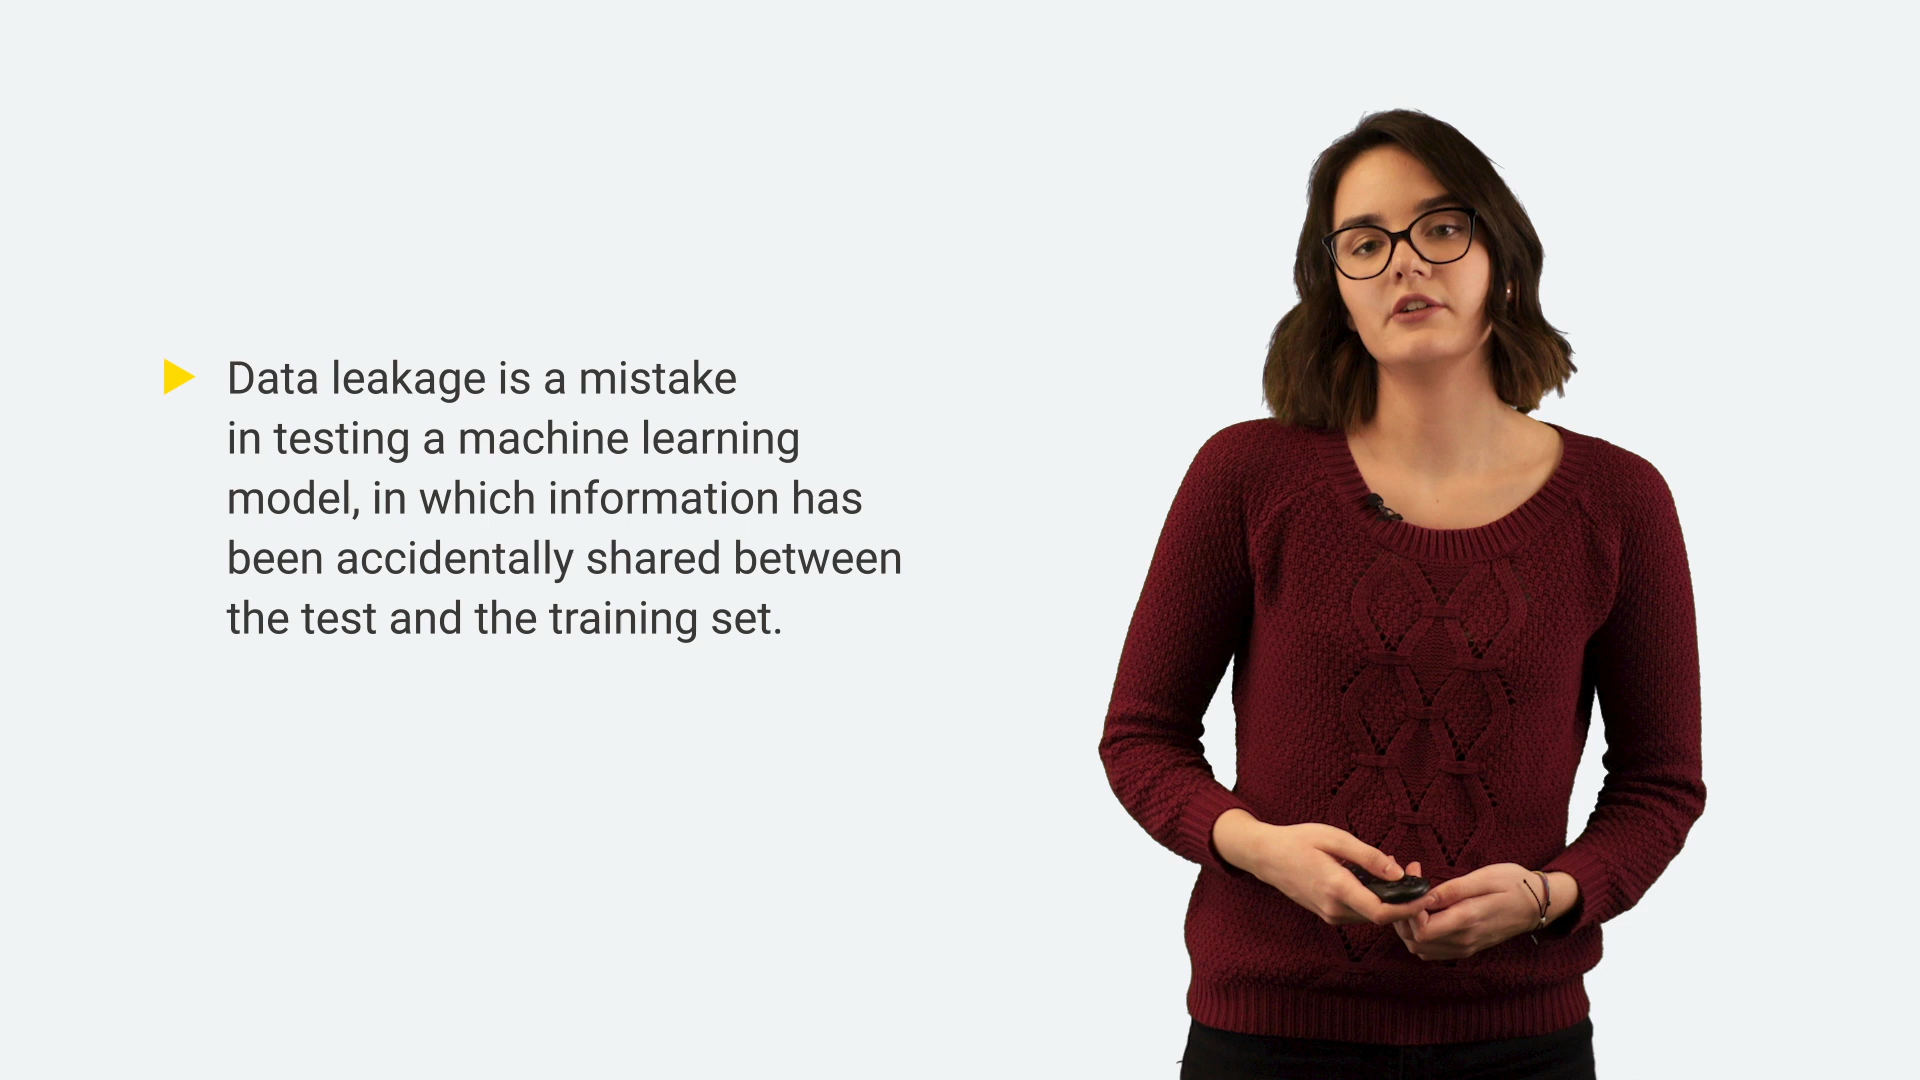 Data leakage is a mistake
in testing a machine learning
model, in which information has
been accidentally shared between
the test and the training set.